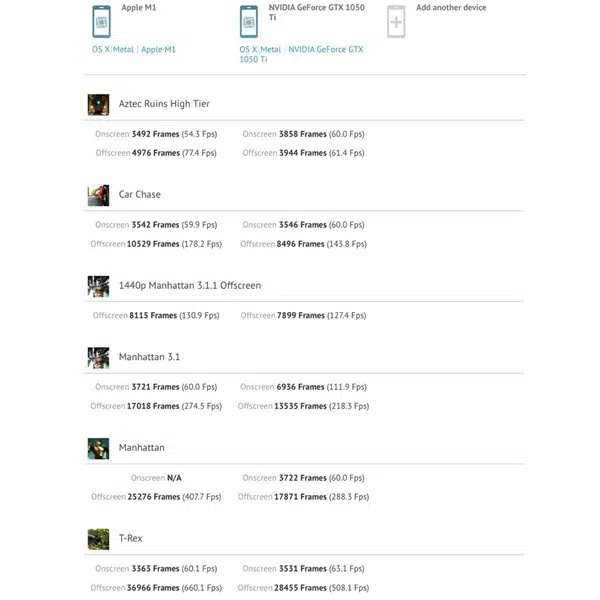 Apple M1
NVIDIA GeForce GTX 1050
Ti
Add another device
OS X|Metal | Apple M1
OS X Metal | NVIDIA GeForce GTX
1050 Ti
Aztec Ruins High Tier
Onscreen 3492 Frames (54.3 Fps)
Onscreen 3858 Frames (60.0 Fps)
Offscreen 4976 Frames (77.4 Fps)
Offscreen 3944 Frames (61.4 Fps)
Car Chase
Onscreen 3542 Frames (59.9 Fps)
Onscreen 3546 Frames (60.0 Fps)
Offscreen 10529 Frames (178.2 Fps)
Offscreen 8496 Frames (143.8 Fps)
1440p Manhattan 3.1.1 Offscreen
Offscreen 8115 Frames (130.9 Fps)
Offscreen 7899 Frames (127.4 Fps)
Manhattan 3.1
Onscreen 3721 Frames (60.0 Fps)
Onscreen 6936 Frames (111.9 Fps)
Offscreen 17018 Frames (274.5 Fps)
Offscreen 13535 Frames (218.3 Fps)
Manhattan
Onscreen N/A
Onscreen 3722 Frames (60.0 Fps)
Offscreen 25276 Frames (407.7 Fps)
Offscreen 17871 Frames (288.3 Fps)
T-Rex
Onscreen 3363 Frames (60.1 Fps)
Onscreen 3531 Frames (63.1 Fps)
Offscreen 36966 Frames (660.1 Fps)
Offscreen 28455 Frames (508.1 Fps)